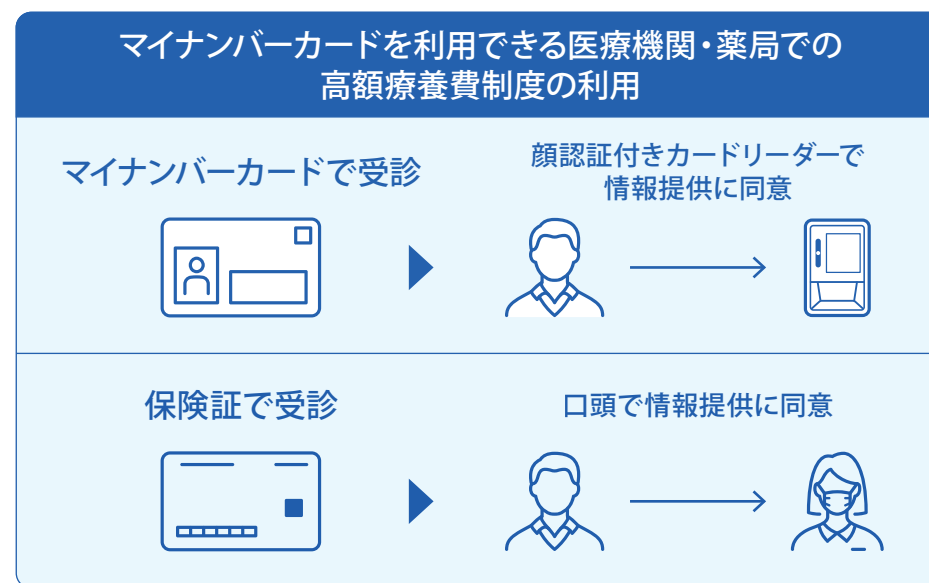 マイナンバーカードを利用できる医療機関・薬局での
高額療養費制度の利用
マイナンバーカードで受診
顔認証付きカードリーダーで
情報提供に同意
保険証で受診
口頭で情報提供に同意